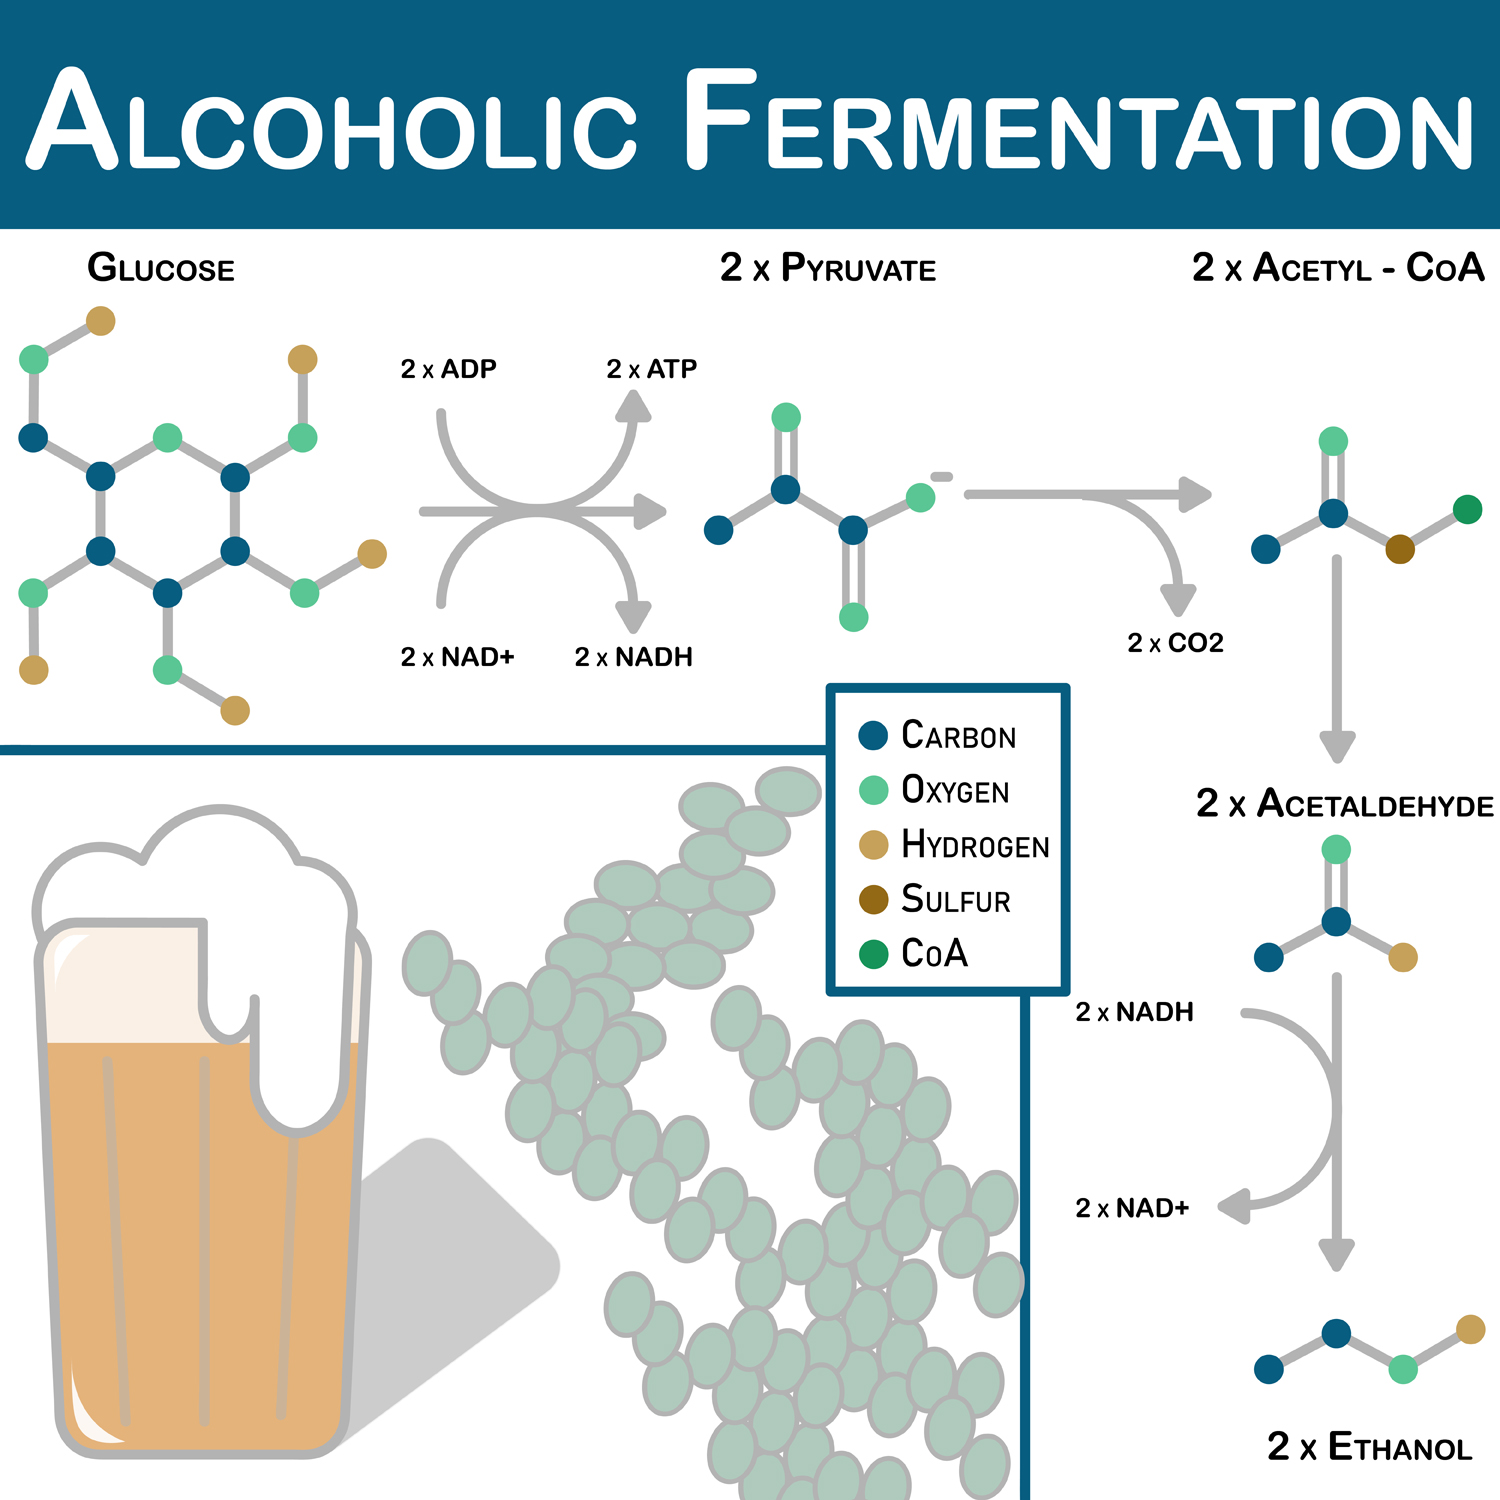 Alcoholic Fermentation
Glucose
2 x Pyruvate
2 x Acetyl - CoA
2 x ADP
2 x ATP
2 x NAD+
2 x NADH
2 x CO2
Carbon
Oxygen
Hydrogen
Sulfur
CoA
2 x Acetaldehyde
2 x NADH
2 x NAD+
2 x Ethanol